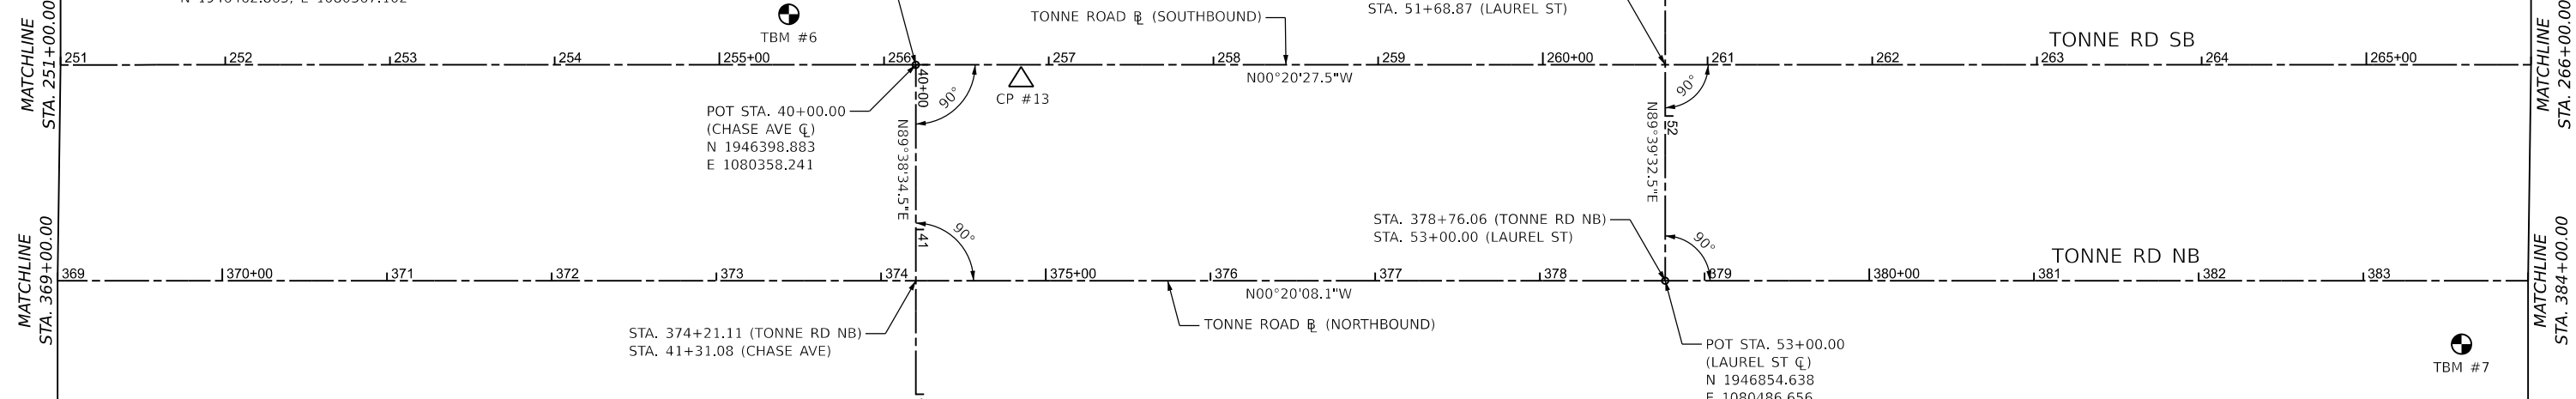 N 1946402.863, E 1080307.102
MATCHLINE
STA. 251+00.00
TBM #6
TONNE ROAD ℄ (SOUTHBOUND)
STA. 51+68.87 (LAUREL ST)
TONNE RD SB
MATCHLINE
STA. 266+00.00
251 252 253 254 255+00 256 257 258 259 260+00 261 262 263 264 265+00
N00°20'27.5"W
40+00
90°
CP #13
90°
POT STA. 40+00.00
(CHASE AVE ℄)
N 1946398.883
E 1080358.241
N89°38'34.5"E
N89°39'32.5"E
52
MATCHLINE
STA. 369+00.00
41
90°
STA. 378+76.06 (TONNE RD NB)
STA. 53+00.00 (LAUREL ST)
90°
TONNE RD NB
MATCHLINE
STA. 384+00.00
369 370+00 371 372 373 374 375+00 376 377 378 379 380+00 381 382 383
N00°20'08.1"W
STA. 374+21.11 (TONNE RD NB)
STA. 41+31.08 (CHASE AVE)
TONNE ROAD ℄ (NORTHBOUND)
POT STA. 53+00.00
(LAUREL ST ℄)
N 1946854.638
E 1080486.656
TBM #7